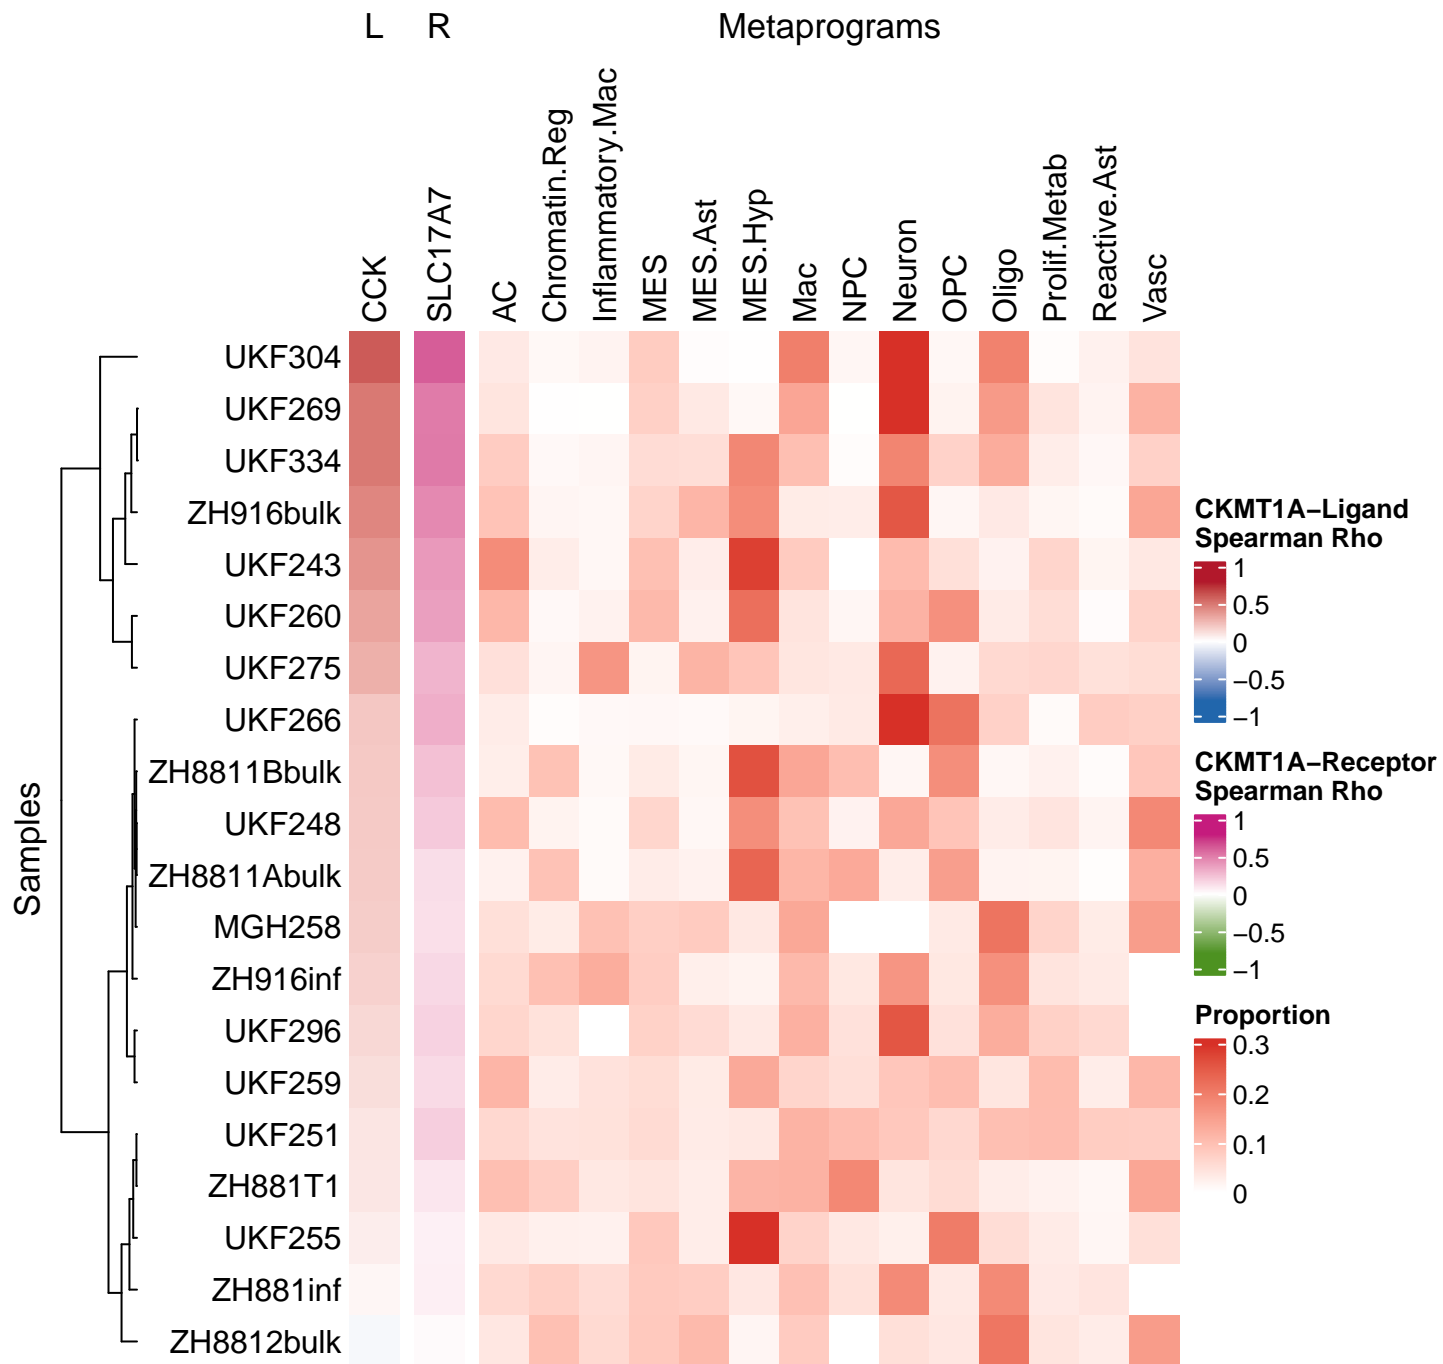 L R Metaprograms
CCK
SLC17A7
AC
Chromatin.Reg
Inflammatory.Mac
MES
MES.Ast
MES.Hyp
Mac
NPC
Neuron
OPC
Oligo
Prolif.Metab
Reactive.Ast
Vasc
Samples
UKF304
UKF269
UKF334
ZH916bulk
UKF243
UKF260
UKF275
UKF266
ZH8811Bbulk
UKF248
ZH8811Abulk
MGH258
ZH916inf
UKF296
UKF259
UKF251
ZH881T1
UKF255
ZH881inf
ZH8812bulk
CKMT1A−Ligand
Spearman Rho
1
0.5
0
−0.5
−1
CKMT1A−Receptor
Spearman Rho
1
0.5
0
−0.5
−1
Proportion
0.3
0.2
0.1
0